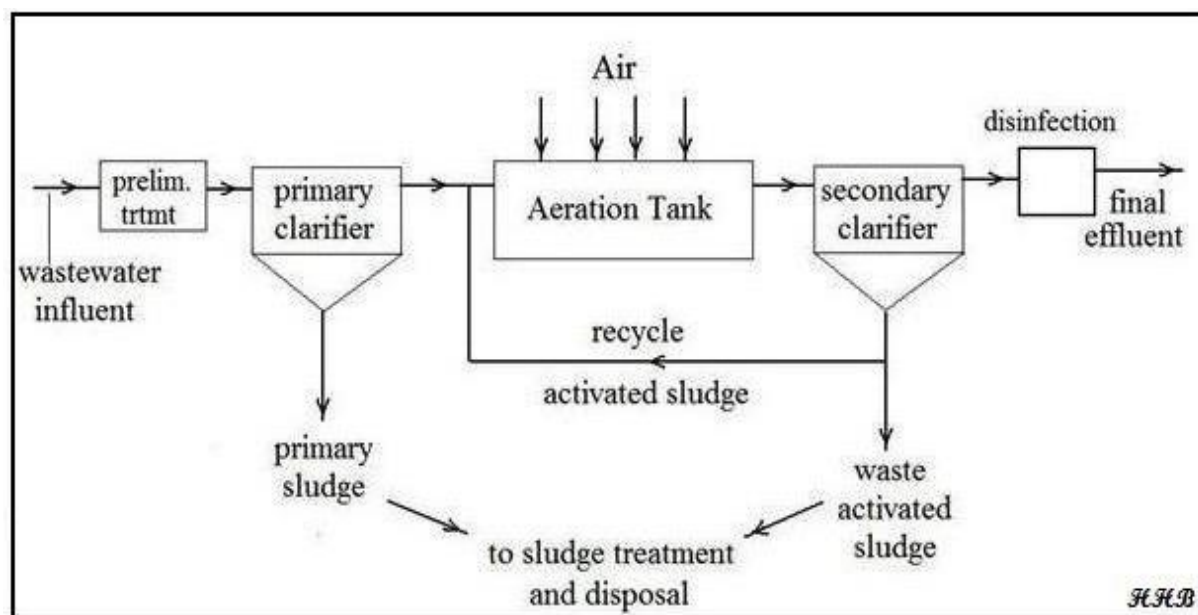 Air
disinfection
prelim.
trtmt
primary
clarifier
Aeration Tank
secondary
clarifier
final
effluent
wastewater
influent
recycle
activated sludge
primary
sludge
waste
activated
sludge
to sludge treatment
and disposal
HHB